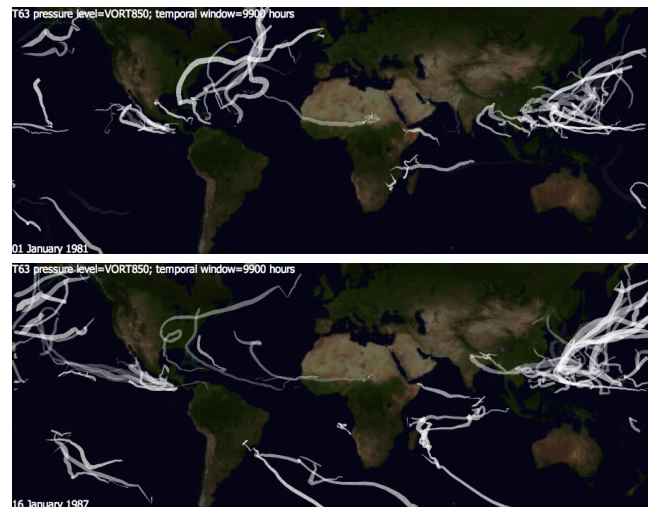 T63 pressure level=VORT850; temporal window=9900 hours
01 January 1981
T63 pressure level=VORT850; temporal window=9900 hours
16 January 1987